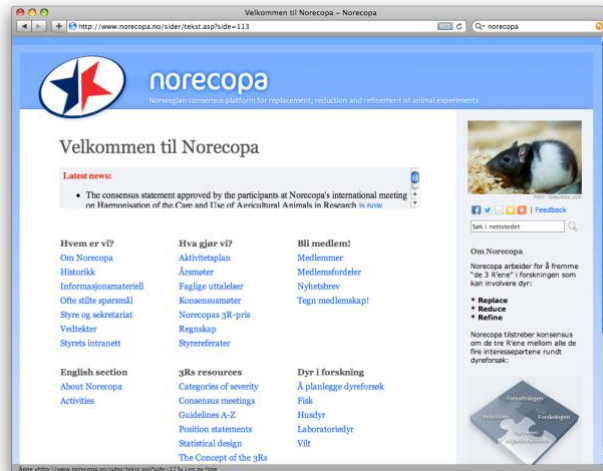 Velkommen til Norecopa – Norecopa
http://www.norecopa.no/sider/tekst.asp?side=113
norecopa
norecopa
Norwegian consensus platform for replacement, reduction and refinement of animal experiments
Velkommen til Norecopa
Latest news:
• The consensus statement approved by the participants at Norecopa's international meeting
on Harmonisation of the Care and Use of Agricultural Animals in Research is now
Hvem er vi?
Om Norecopa
Historikk
Informasjonsmateriell
Ofte stilte spørsmål
Styre og sekretariat
Vedtekter
Styrets intranett
Hva gjør vi?
Aktivitetsplan
Årsmøter
Faglige uttalelser
Konsensusmøter
Norecopas 3R-pris
Regnskap
Styrereferater
Bli medlem!
Medlemmer
Medlemsfordeler
Nyhetsbrev
Tegn medlemskap!
English section
About Norecopa
Activities
3Rs resources
Categories of severity
Consensus meetings
Guidelines A-Z
Position statements
Statistical design
The Concept of the 3Rs
Dyr i forskning
Å planlegge dyreforsøk
Fisk
Husdyr
Laboratoriedyr
Vilt
| Feedback
Søk i nettstedet
Om Norecopa
Norecopa arbeider for å fremme
"de 3 R'ene" i forskningen som
kan involvere dyr:
* Replace
* Reduce
* Refine
Norecopa tilstreber konsensus
om de tre R'ene mellom alle de
fire interessepartene rundt
dyreforsøk:
Forvaltningen
Forskningen